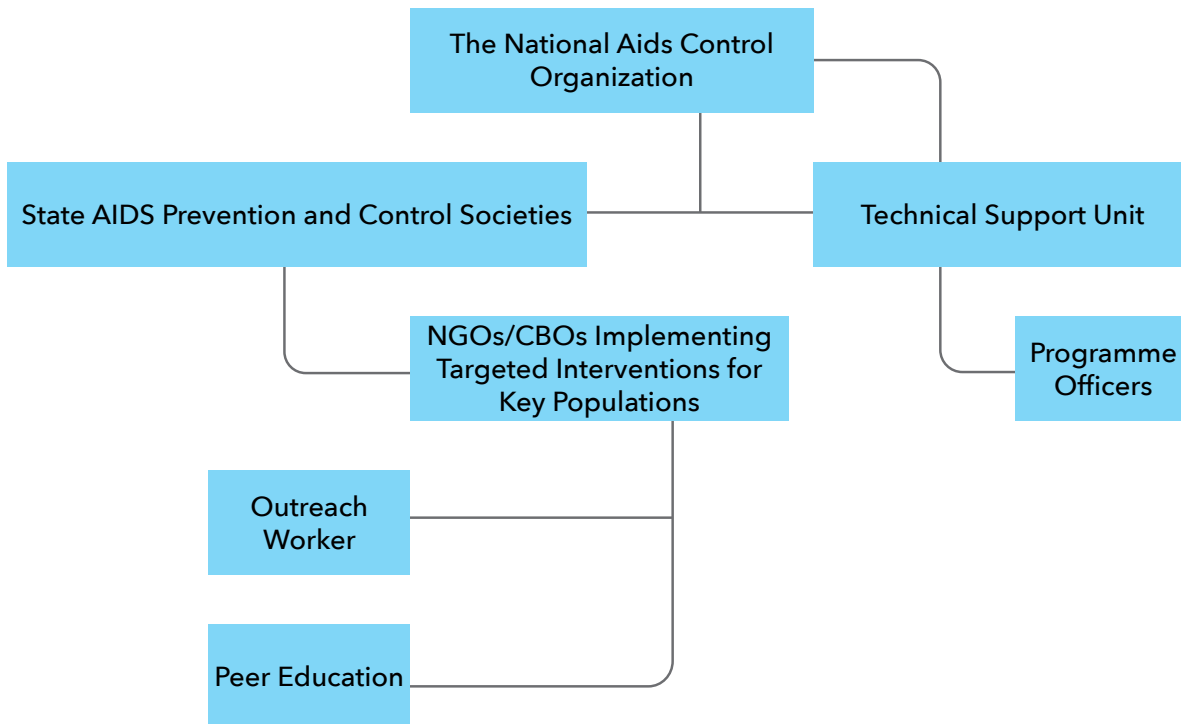 The National Aids Control
Organization
State AIDS Prevention and Control Societies
Technical Support Unit
NGOs/CBOs Implementing
Targeted Interventions for
Key Populations
Programme
Officers
Outreach
Worker
Peer Education